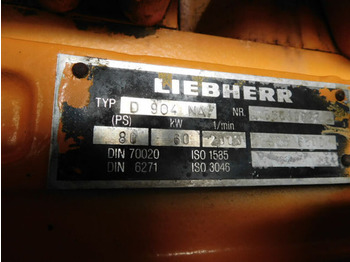 LIEBHERR
TYP D 904 NA NR.
(PS) kW 1/min
80 60 2000
DIN 70020 ISO 1585
DIN 6271 ISO 3046